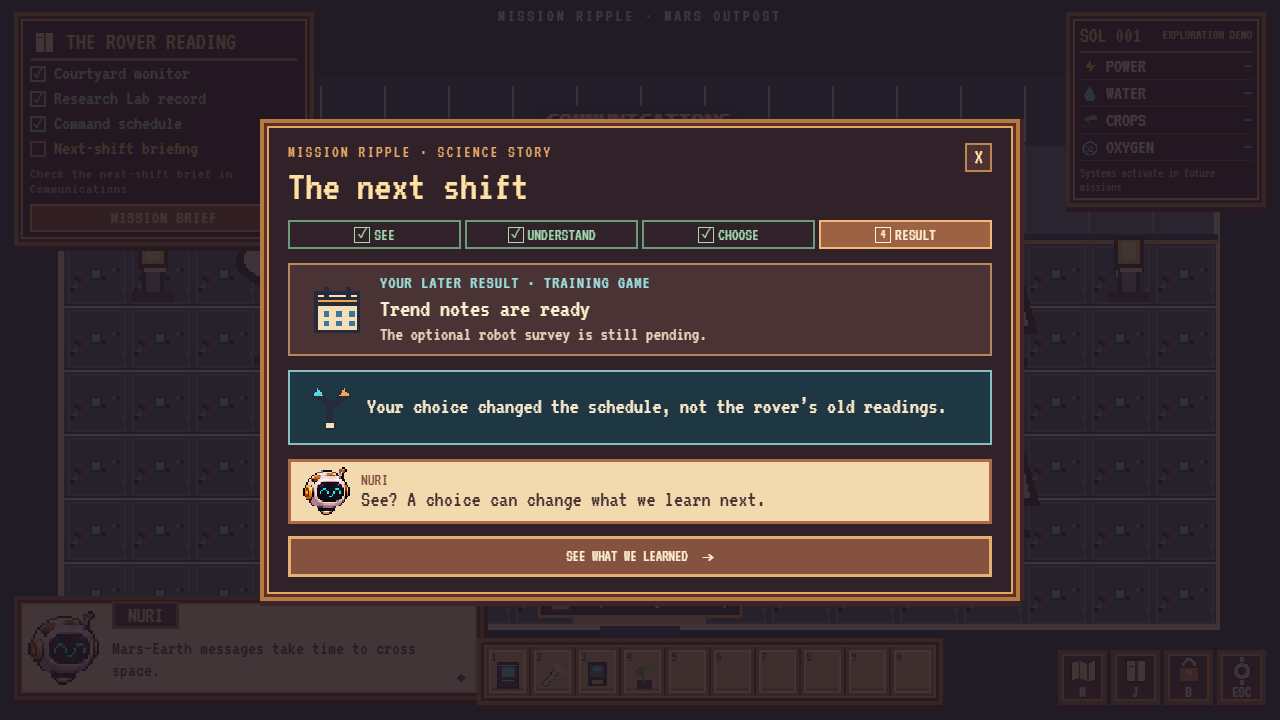 MISSION RIPPLE · MARS OUTPOST
THE ROVER READING
Courtyard monitor
Research Lab record
Command schedule
Next-shift briefing
Check the next-shift brief in
Communications
MISSION BRIEF
SOL 001 EXPLORATION DEMO
POWER –
WATER –
CROPS –
OXYGEN –
Systems activate in future
missions
COMMUNICATIONS
MISSION RIPPLE · SCIENCE STORY
X
The next shift
SEE
UNDERSTAND
CHOOSE
4 RESULT
YOUR LATER RESULT · TRAINING GAME
Trend notes are ready
The optional robot survey is still pending.
Your choice changed the schedule, not the rover's old readings.
NURI
See? A choice can change what we learn next.
SEE WHAT WE LEARNED →
NURI
Mars-Earth messages take time to cross
space.
1 2 3 4 5 6 7 8 9 0
M J B ESC